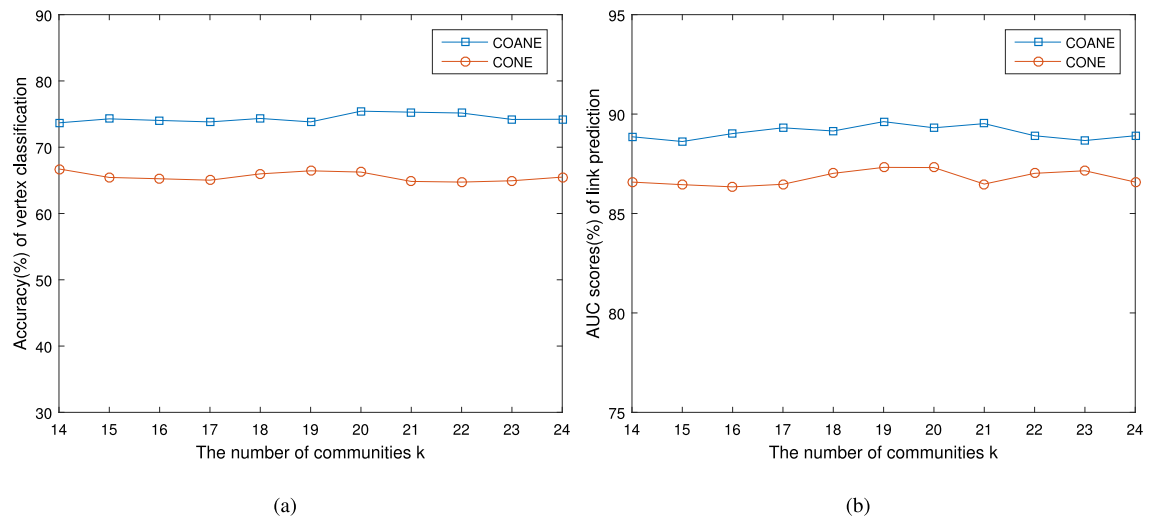 90
80
70
60
50
40
30
Accuracy(%) of vertex classification
COANE
CONE
14 15 16 17 18 19 20 21 22 23 24
The number of communities k
(a)
95
90
85
80
75
AUC scores(%) of link prediction
COANE
CONE
14 15 16 17 18 19 20 21 22 23 24
The number of communities k
(b)